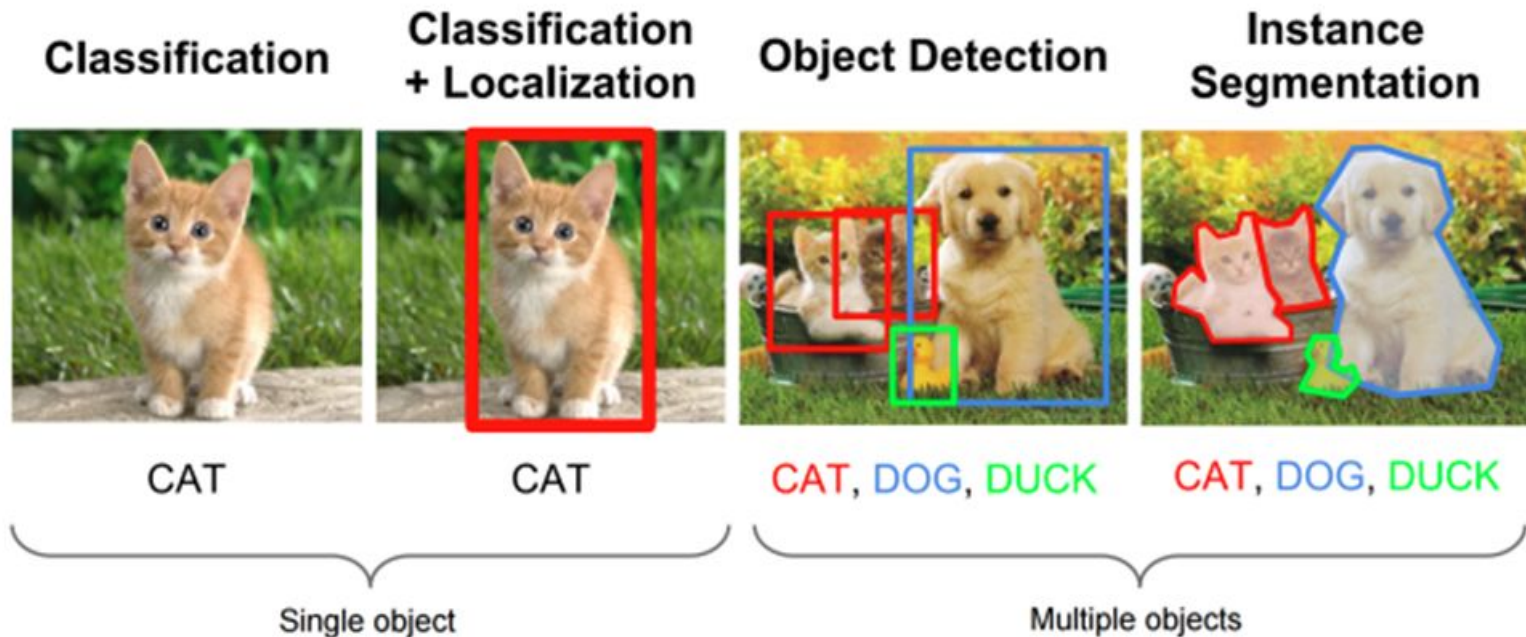 Classification
Classification
+ Localization
Object Detection
Instance
Segmentation
CAT
CAT
CAT, DOG, DUCK
CAT, DOG, DUCK
Single object
Multiple objects